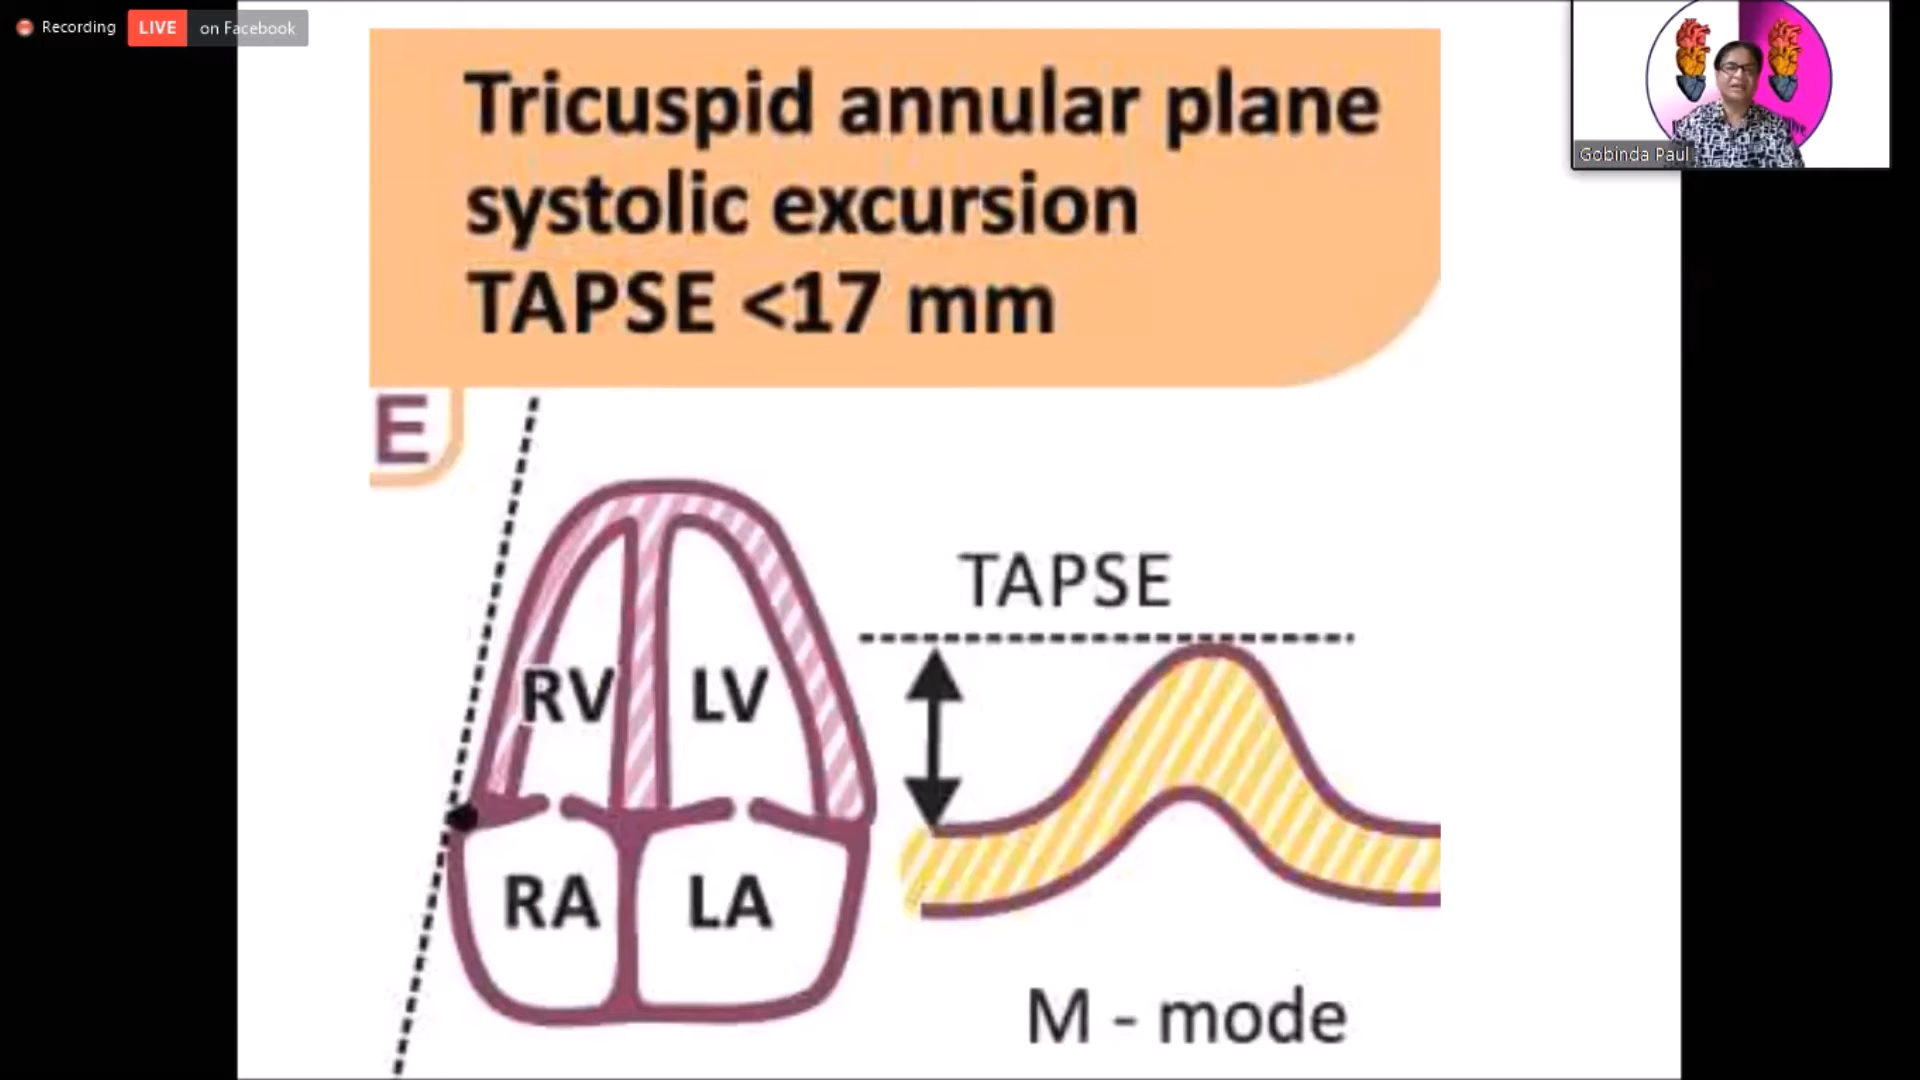 Recording
LIVE on Facebook
Gobinda Paul
Tricuspid annular plane
systolic excursion
TAPSE <17 mm
E
TAPSE
RV LV
RA LA
M - mode